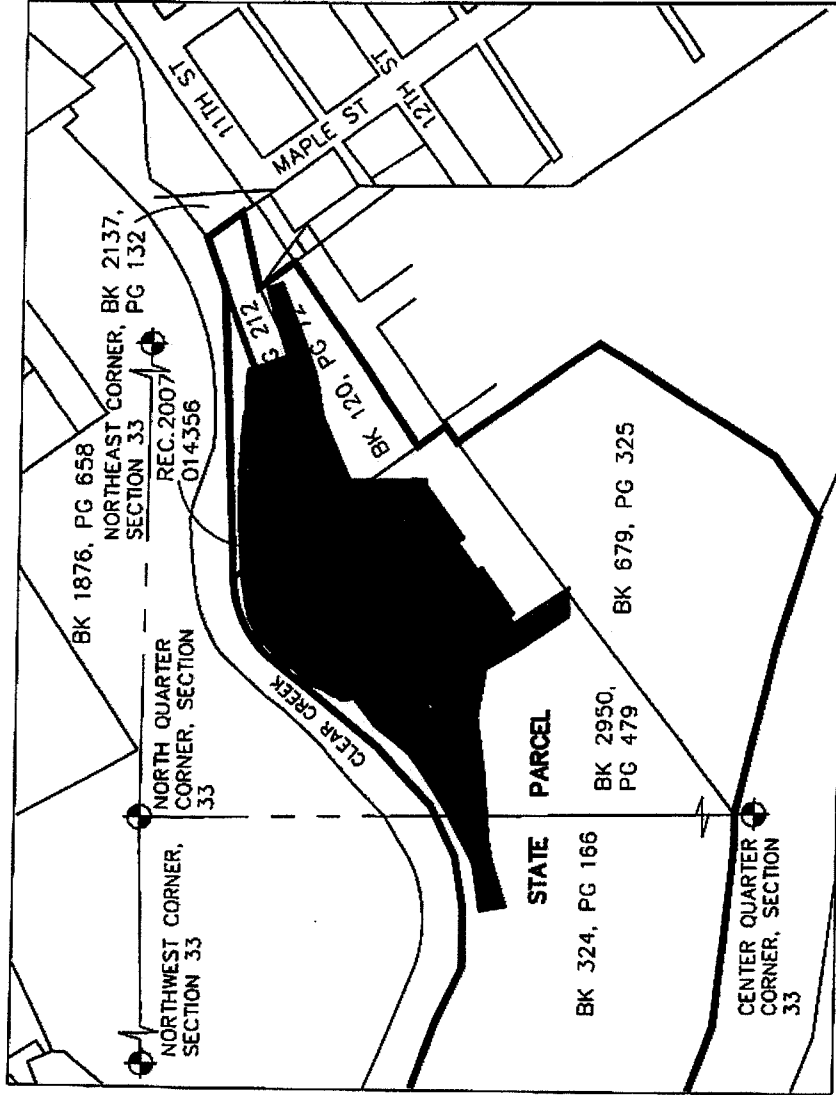 BK 1876, PG 658
NORTHEAST CORNER,
SECTION 33
BK 2137,
PG 132
REC.2007
014356
11TH ST
MAPLE ST
12TH ST
NORTH QUARTER
CORNER, SECTION
33
NORTHWEST CORNER,
SECTION 33
CLEAR CREEK
G 212
BK 120, PG 72
BK 679, PG 325
STATE PARCEL
BK 2950,
PG 479
BK 324, PG 166
CENTER QUARTER
CORNER, SECTION
33